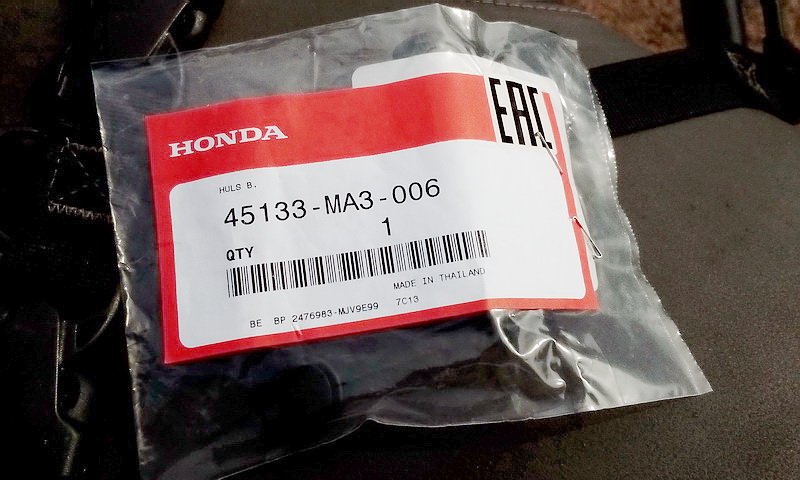 HONDA
EAC
HULS B.
45133-MA3-006
1
QTY
MADE IN THAILAND
BE BP 2476983-MJV9E99 7C13